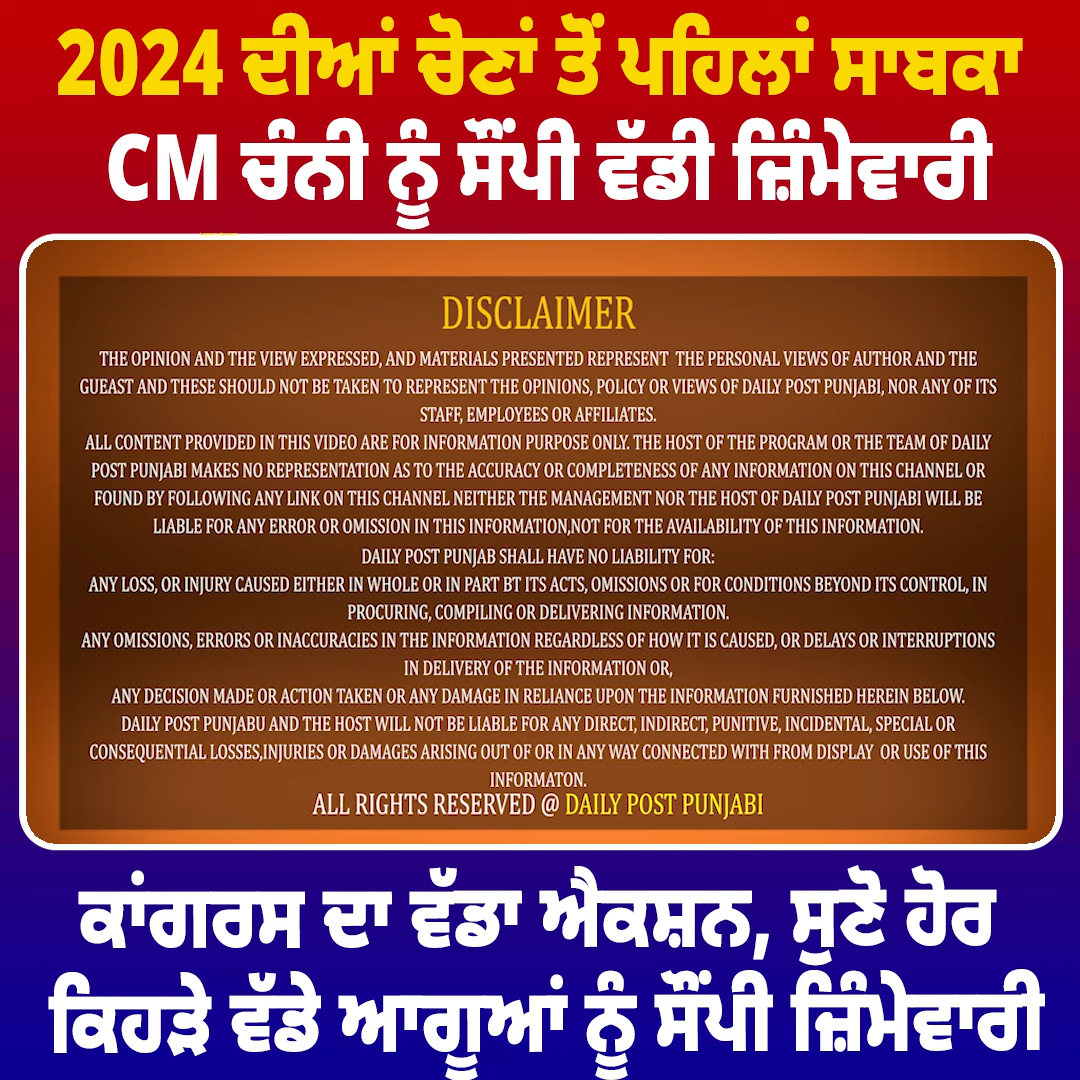 2024 ਦੀਆਂ ਚੋਣਾਂ ਤੋਂ ਪਹਿਲਾਂ ਸਾਬਕਾ
CM ਚੰਨੀ ਨੂੰ ਸੌਂਪੀ ਵੱਡੀ ਜ਼ਿੰਮੇਵਾਰੀ
DISCLAIMER
THE OPINION AND THE VIEW EXPRESSED, AND MATERIALS PRESENTED REPRESENT THE PERSONAL VIEWS OF AUTHOR AND THE
GUEAST AND THESE SHOULD NOT BE TAKEN TO REPRESENT THE OPINIONS, POLICY OR VIEWS OF DAILY POST PUNJABI, NOR ANY OF ITS
STAFF, EMPLOYEES OR AFFILIATES.
ALL CONTENT PROVIDED IN THIS VIDEO ARE FOR INFORMATION PURPOSE ONLY. THE HOST OF THE PROGRAM OR THE TEAM OF DAILY
POST PUNJABI MAKES NO REPRESENTATION AS TO THE ACCURACY OR COMPLETENESS OF ANY INFORMATION ON THIS CHANNEL OR
FOUND BY FOLLOWING ANY LINK ON THIS CHANNEL NEITHER THE MANAGEMENT NOR THE HOST OF DAILY POST PUNJABI WILL BE
LIABLE FOR ANY ERROR OR OMISSION IN THIS INFORMATION,NOT FOR THE AVAILABILITY OF THIS INFORMATION.
DAILY POST PUNJAB SHALL HAVE NO LIABILITY FOR:
ANY LOSS, OR INJURY CAUSED EITHER IN WHOLE OR IN PART BT ITS ACTS, OMISSIONS OR FOR CONDITIONS BEYOND ITS CONTROL, IN
PROCURING, COMPILING OR DELIVERING INFORMATION.
ANY OMISSIONS, ERRORS OR INACCURACIES IN THE INFORMATION REGARDLESS OF HOW IT IS CAUSED, OR DELAYS OR INTERRUPTIONS
IN DELIVERY OF THE INFORMATION OR,
ANY DECISION MADE OR ACTION TAKEN OR ANY DAMAGE IN RELIANCE UPON THE INFORMATION FURNISHED HEREIN BELOW.
DAILY POST PUNJABU AND THE HOST WILL NOT BE LIABLE FOR ANY DIRECT, INDIRECT, PUNITIVE, INCIDENTAL, SPECIAL OR
CONSEQUENTIAL LOSSES,INJURIES OR DAMAGES ARISING OUT OF OR IN ANY WAY CONNECTED WITH FROM DISPLAY OR USE OF THIS
INFORMATON.
ALL RIGHTS RESERVED @ DAILY POST PUNJABI
ਕਾਂਗਰਸ ਦਾ ਵੱਡਾ ਐਕਸ਼ਨ, ਸੁਣੋ ਹੋਰ
ਕਿਹੜੇ ਵੱਡੇ ਆਗੂਆਂ ਨੂੰ ਸੌਂਪੀ ਜ਼ਿੰਮੇਵਾਰੀ